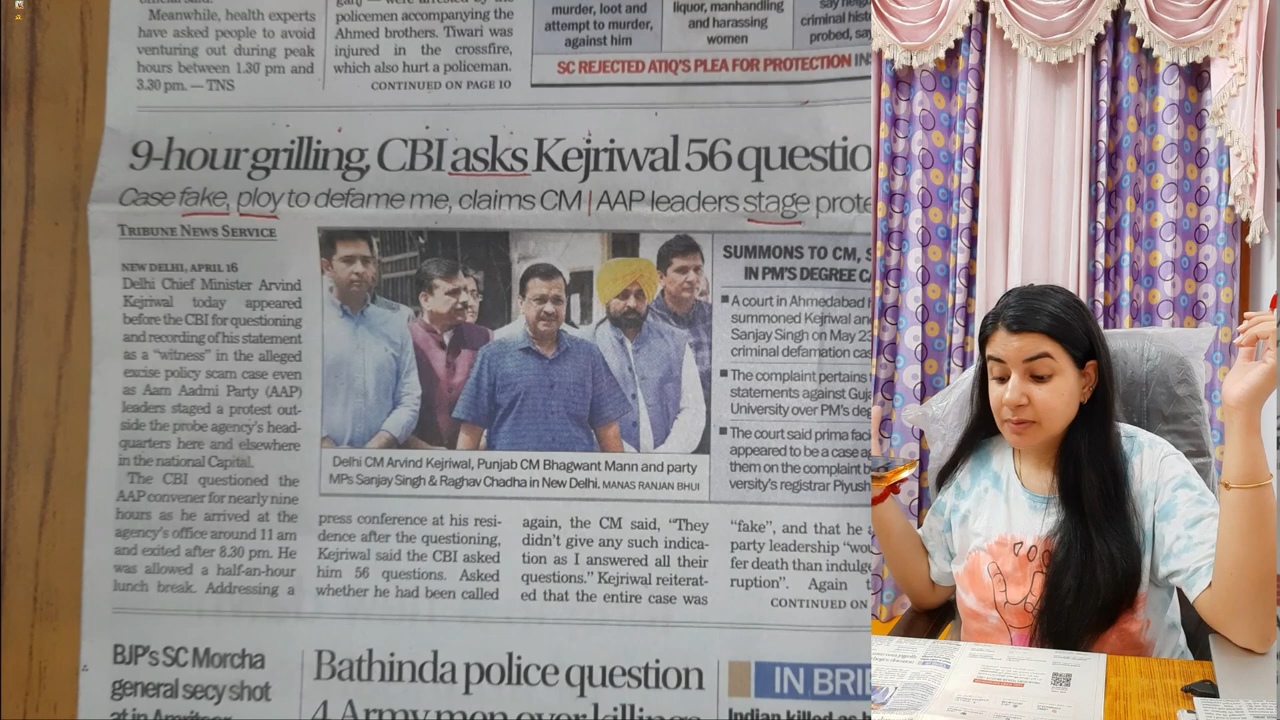 Meanwhile, health experts
have asked people to avoid
venturing out during peak
hours between 1.30 pm and
3.30 pm. — TNS
policemen accompanying the
Ahmed brothers. Tiwari was
injured in the crossfire,
which also hurt a policeman.
CONTINUED ON PAGE 10
murder, loot and
attempt to murder,
against him
liquor, manhandling
and harassing
women
criminal
probed,
SC REJECTED ATIQ'S PLEA FOR PROTECTION
9-hour grilling, CBI asks Kejriwal 56 questio
Case fake, ploy to defame me, claims CM | AAP leaders stage prote
TRIBUNE NEWS SERVICE
NEW DELHI, APRIL 16
Delhi Chief Minister Arvind
Kejriwal today appeared
before the CBI for questioning
and recording of his statement
as a “witness” in the alleged
excise policy scam case even
as Aam Aadmi Party (AAP)
leaders staged a protest out-
side the probe agency's head-
quarters here and elsewhere
in the national Capital.
The CBI questioned the
AAP convener for nearly nine
hours as he arrived at the
agency's office around 11 am
and exited after 8.30 pm. He
was allowed a half-an-hour
lunch break. Addressing a
Delhi CM Arvind Kejriwal, Punjab CM Bhagwant Mann and party
MPs Sanjay Singh & Raghav Chadha in New Delhi. MANAS RANJAN BHUI
press conference at his resi-
dence after the questioning,
Kejriwal said the CBI asked
him 56 questions. Asked
whether he had been called
again, the CM said, “They
didn't give any such indica-
tion as I answered all their
questions.” Kejriwal reiterat-
ed that the entire case was
SUMMONS TO CM, S
IN PM'S DEGREE CA
A court in Ahmedabad
summoned Kejriwal an
Sanjay Singh on May 23
criminal defamation cas
The complaint pertains
statements against Guja
University over PM's deg
The court said prima faci
appeared to be a case a
them on the complaint b
versity's registrar Piyush
“fake”, and that he
party leadership “wou
fer death than indulge
ruption”. Again
CONTINUED ON
BJP's
general secy shot
Bathinda police question
IN BRI